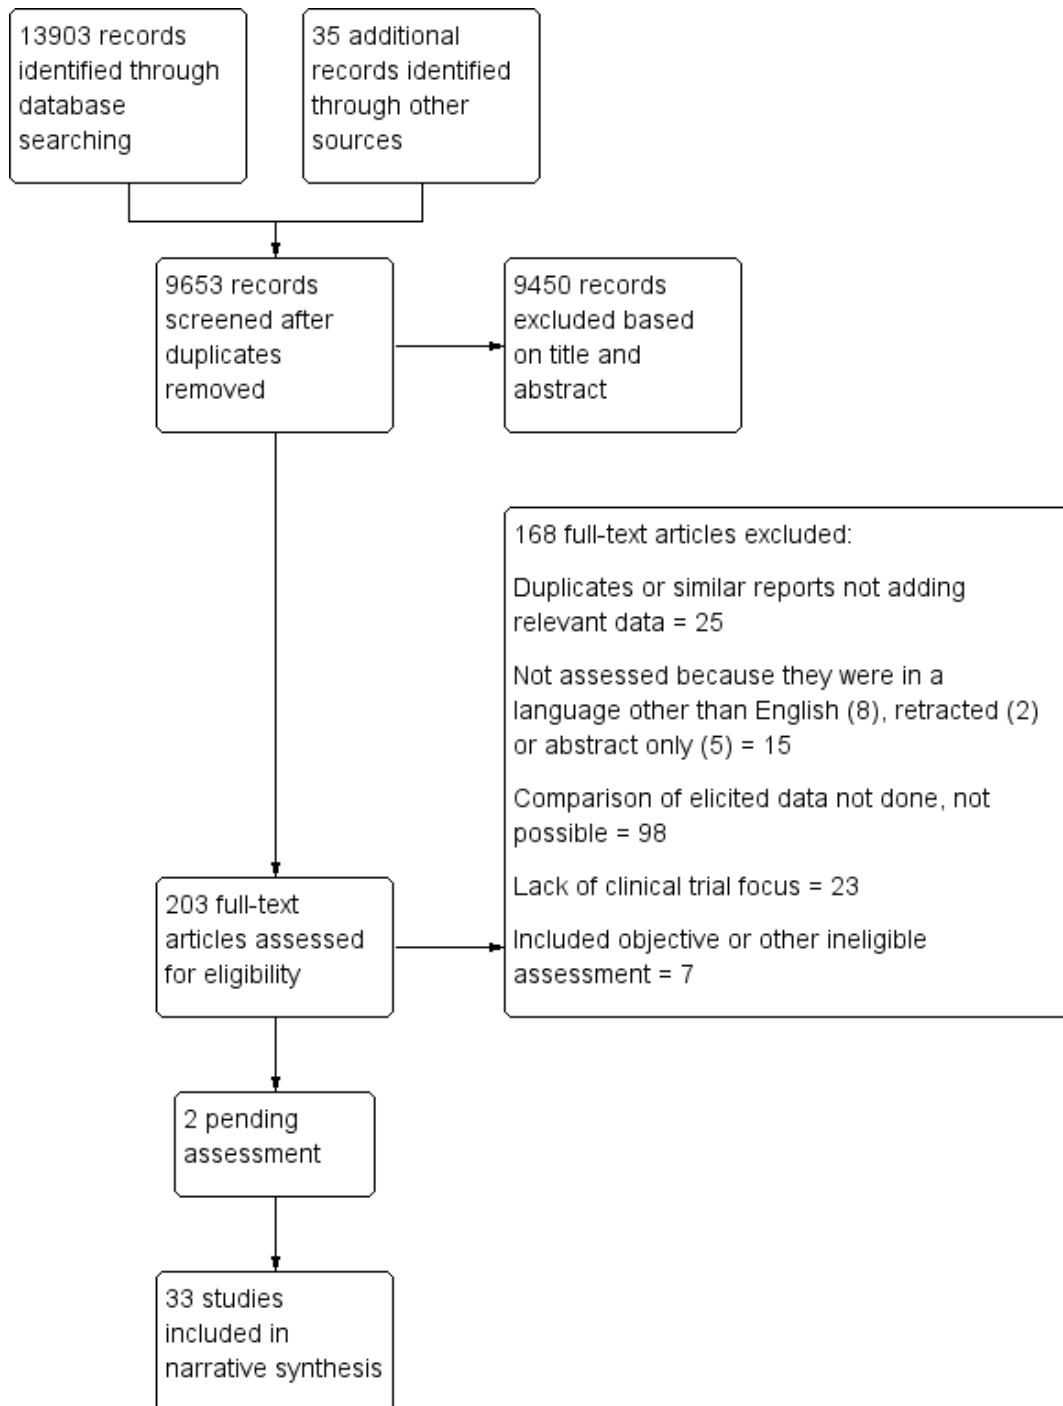 13903 records
identified through
database
searching
35 additional
records identified
through other
sources
9653 records
screened after
duplicates
removed
9450 records
excluded based
on title and
abstract
168 full-text articles excluded:
Duplicates or similar reports not adding
relevant data = 25
Not assessed because they were in a
language other than English (8), retracted (2)
or abstract only (5) = 15
Comparison of elicited data not done, not
possible = 98
Lack of clinical trial focus = 23
Included objective or other ineligible
assessment = 7
203 full-text
articles assessed
for eligibility
2 pending
assessment
33 studies
included in
narrative synthesis